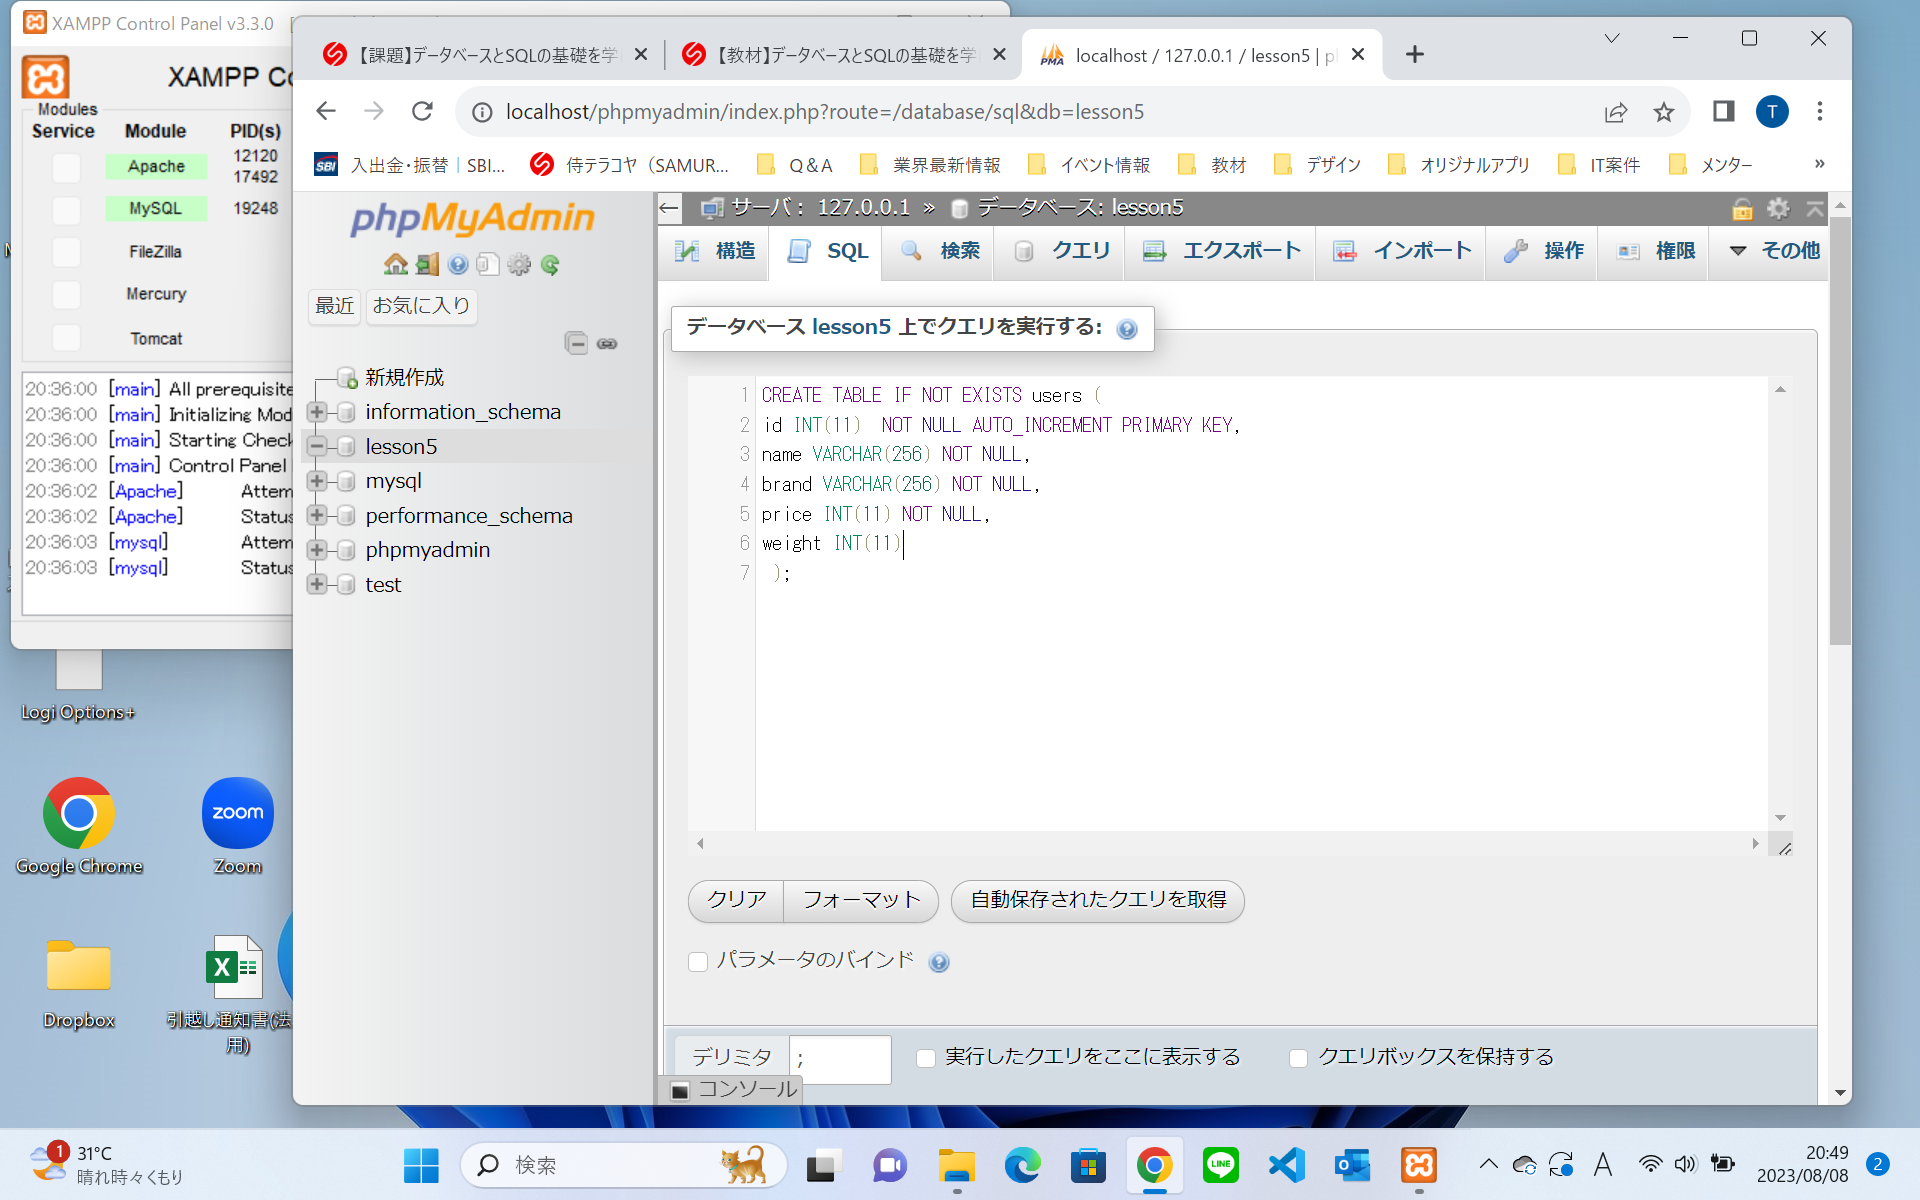 XAMPP Control Panel v3.3.0
XAMPP Co
Modules
Service Module PID(s)
Apache 12120
17492
MySQL 19248
FileZilla
Mercury
Tomcat
20:36:00 [main] All prerequisite
20:36:00 [main] Initializing Mod
20:36:00 [main] Starting Check
20:36:00 [main] Control Panel
20:36:02 [Apache] Attem
20:36:02 [Apache] Status
20:36:03 [mysql] Attem
20:36:03 [mysql] Status
Logi Options+
Google Chrome
zoom
Zoom
Dropbox
引越し通知書(法
用)
【課題】データベースとSQLの基礎を学
【教材】データベースとSQLの基礎を学
PMA
localhost / 127.0.0.1 / lesson5 | p
localhost/phpmyadmin/index.php?route=/database/sql&db=lesson5
T
SBI 入出金・振替 | SBI...
侍テラコヤ（SAMUR...
Q&A
業界最新情報
イベント情報
教材
デザイン
オリジナルアプリ
IT案件
メンター
»
phpMyAdmin
最近 お気に入り
新規作成
information_schema
lesson5
mysql
performance_schema
phpmyadmin
test
サーバ: 127.0.0.1 » データベース: lesson5
構造 SQL 検索 クエリ エクスポート インポート 操作 権限 その他
データベース lesson5 上でクエリを実行する:
1 CREATE TABLE IF NOT EXISTS users (
2 id INT(11)  NOT NULL AUTO_INCREMENT PRIMARY KEY,
3 name VARCHAR(256) NOT NULL,
4 brand VARCHAR(256) NOT NULL,
5 price INT(11) NOT NULL,
6 weight INT(11)
7 );
クリア フォーマット 自動保存されたクエリを取得
パラメータのバインド
デリミタ ; 実行したクエリをここに表示する クエリボックスを保持する
コンソール
1 31°C
晴れ時々くもり
検索
LINE
A
20:49
2023/08/08
2